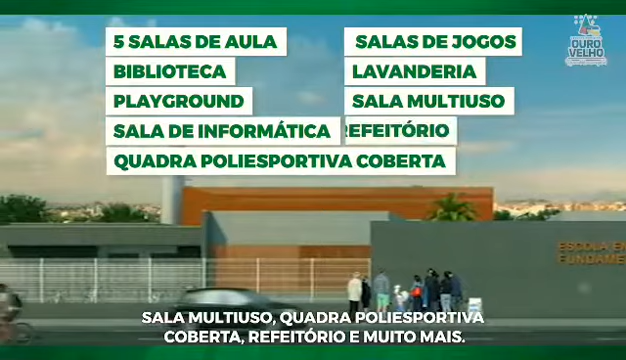 5 SALAS DE AULA
BIBLIOTECA
PLAYGROUND
SALA DE INFORMÁTICA
QUADRA POLIESPORTIVA COBERTA
SALAS DE JOGOS
LAVANDERIA
SALA MULTIUSO
REFEITÓRIO
OURO
VELHO
ESCOLA
SALA MULTIUSO, QUADRA POLIESPORTIVA
COBERTA, REFEITÓRIO E MUITO MAIS.